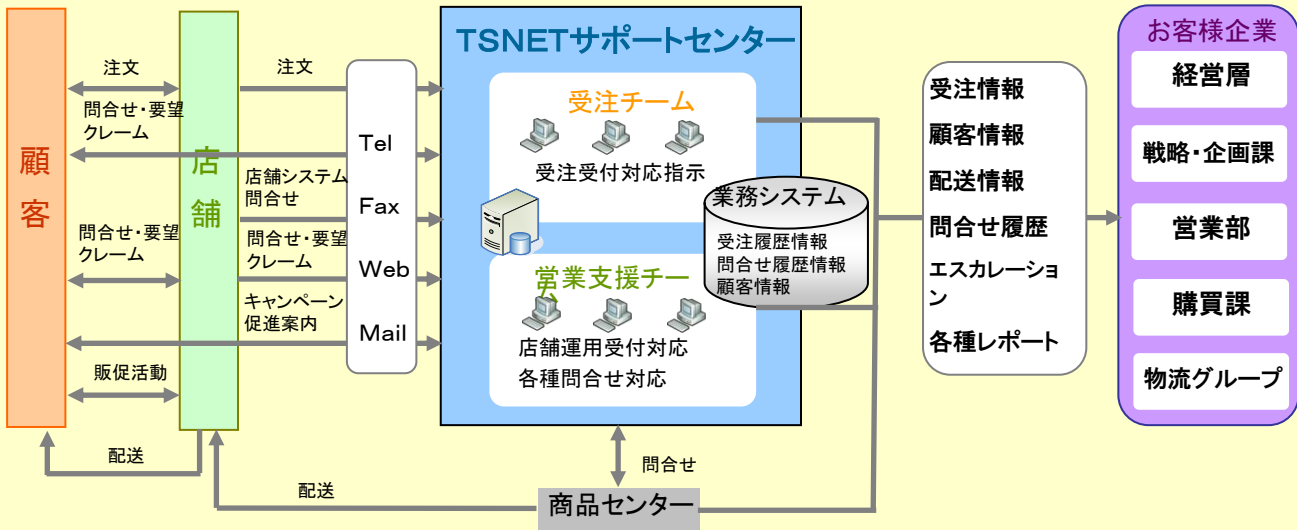 顧
客
注文
問合せ・要望
クレーム
問合せ・要望
クレーム
販促活動
配送
店
舗
注文
店舗システム
問合せ
問合せ・要望
クレーム
キャンペーン
促進案内
配送
Tel
Fax
Web
Mail
TSNETサポートセンター
受注チーム
受注受付対応指示
業務システム
受注履歴情報
問合せ履歴情報
顧客情報
営業支援チー
ム
店舗運用受付対応
各種問合せ対応
問合せ
商品センター
受注情報
顧客情報
配送情報
問合せ履歴
エスカレーショ
ン
各種レポート
お客様企業
経営層
戦略・企画課
営業部
購買課
物流グループ